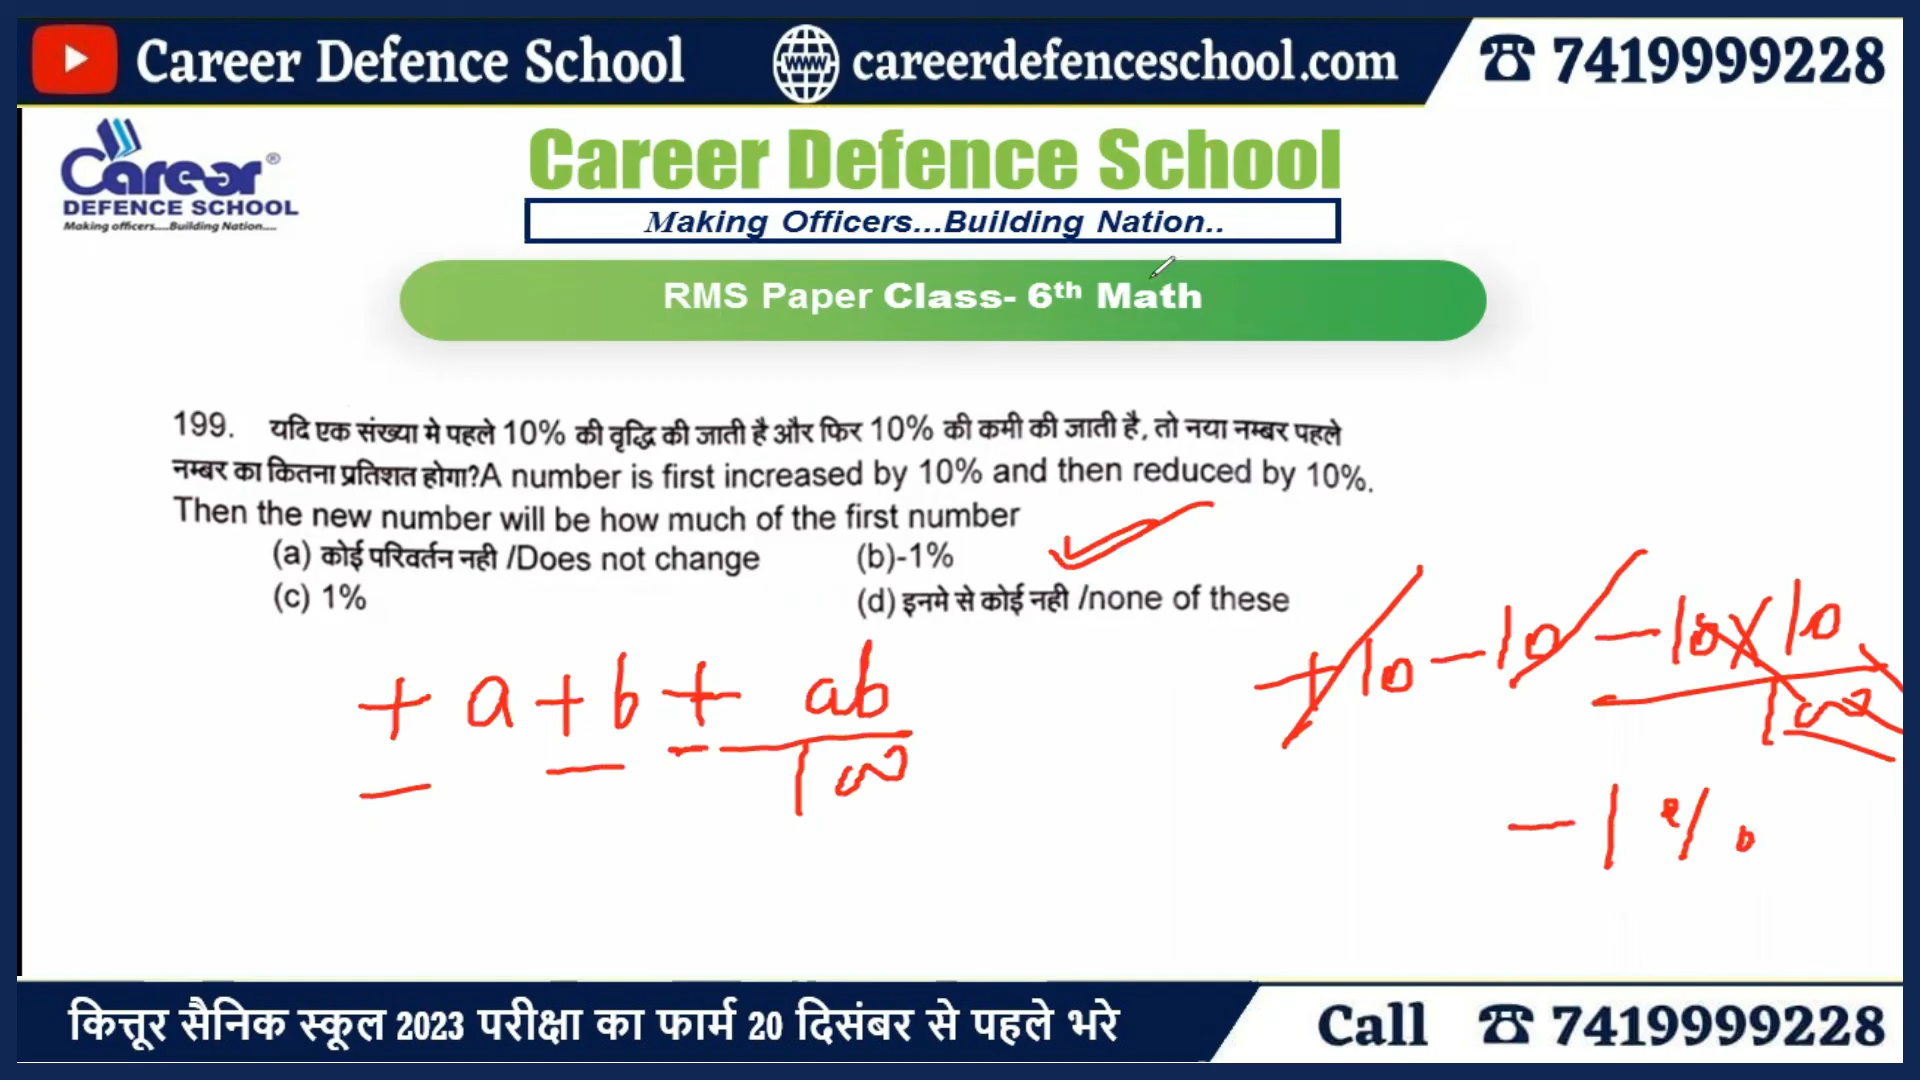 Career Defence School
www
careerdefenceschool.com
☎ 7419999228
Career®
DEFENCE SCHOOL
Making officers....Building Nation....
Career Defence School
Making Officers...Building Nation..
RMS Paper Class- 6th Math
199. यदि एक संख्या मे पहले 10% की वृद्धि की जाती है और फिर 10% की कमी की जाती है, तो नया नम्बर पहले
नम्बर का कितना प्रतिशत होगा?A number is first increased by 10% and then reduced by 10%.
Then the new number will be how much of the first number
(a) कोई परिवर्तन नही /Does not change (b)-1%
(c) 1% (d) इनमे से कोई नही /none of these
+ a + b + ab
— — — 100
+10 -10 -10×10
100
-1%
कित्तूर सैनिक स्कूल 2023 परीक्षा का फार्म 20 दिसंबर से पहले भरे
Call ☎ 7419999228